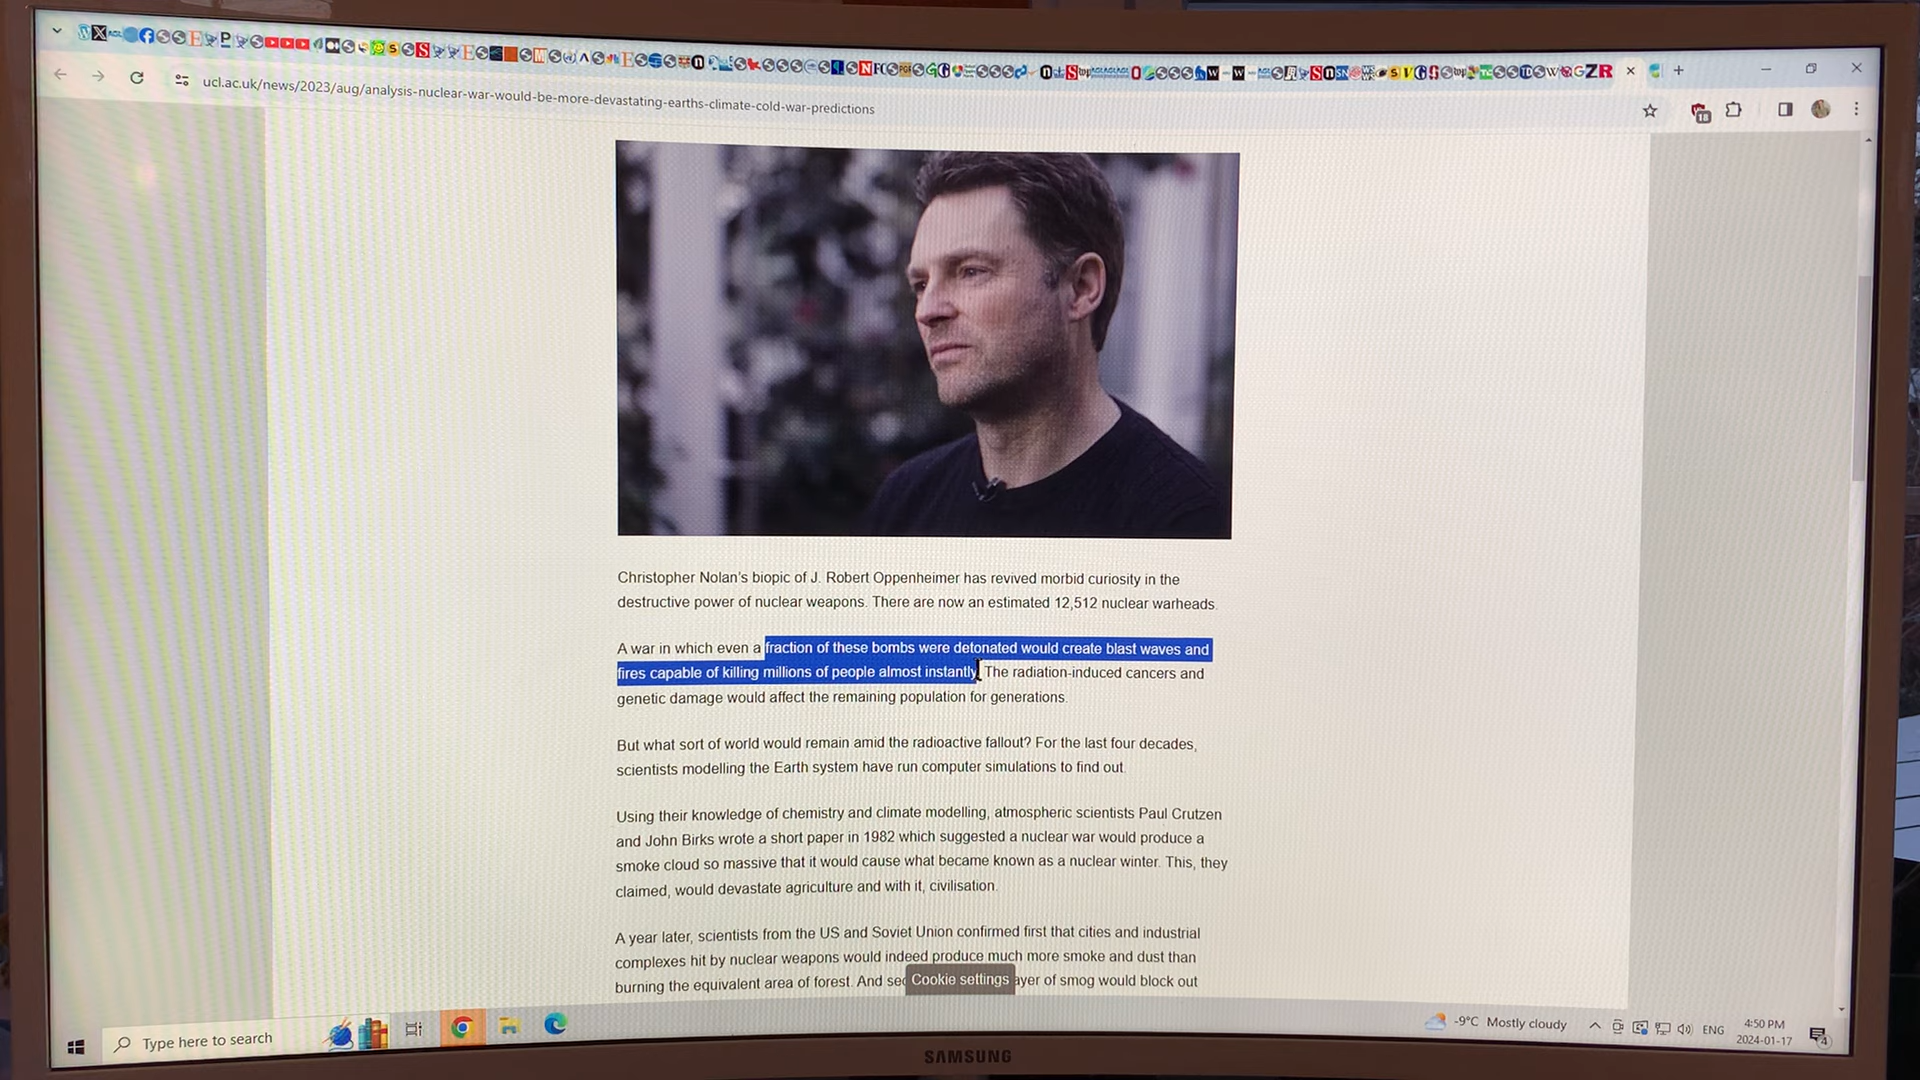 ucl.ac.uk/news/2023/aug/analysis-nuclear-war-would-be-more-devastating-earths-climate-cold-war-predictions
18
Christopher Nolan's biopic of J. Robert Oppenheimer has revived morbid curiosity in the
destructive power of nuclear weapons. There are now an estimated 12,512 nuclear warheads.
A war in which even a fraction of these bombs were detonated would create blast waves and
fires capable of killing millions of people almost instantly. The radiation-induced cancers and
genetic damage would affect the remaining population for generations.
But what sort of world would remain amid the radioactive fallout? For the last four decades,
scientists modelling the Earth system have run computer simulations to find out.
Using their knowledge of chemistry and climate modelling, atmospheric scientists Paul Crutzen
and John Birks wrote a short paper in 1982 which suggested a nuclear war would produce a
smoke cloud so massive that it would cause what became known as a nuclear winter. This, they
claimed, would devastate agriculture and with it, civilisation.
A year later, scientists from the US and Soviet Union confirmed first that cities and industrial
complexes hit by nuclear weapons would indeed produce much more smoke and dust than
burning the equivalent area of forest. And sec Cookie settings ayer of smog would block out
Type here to search
-9°C Mostly cloudy
ENG
4:50 PM
2024-01-17
4
SAMSUNG